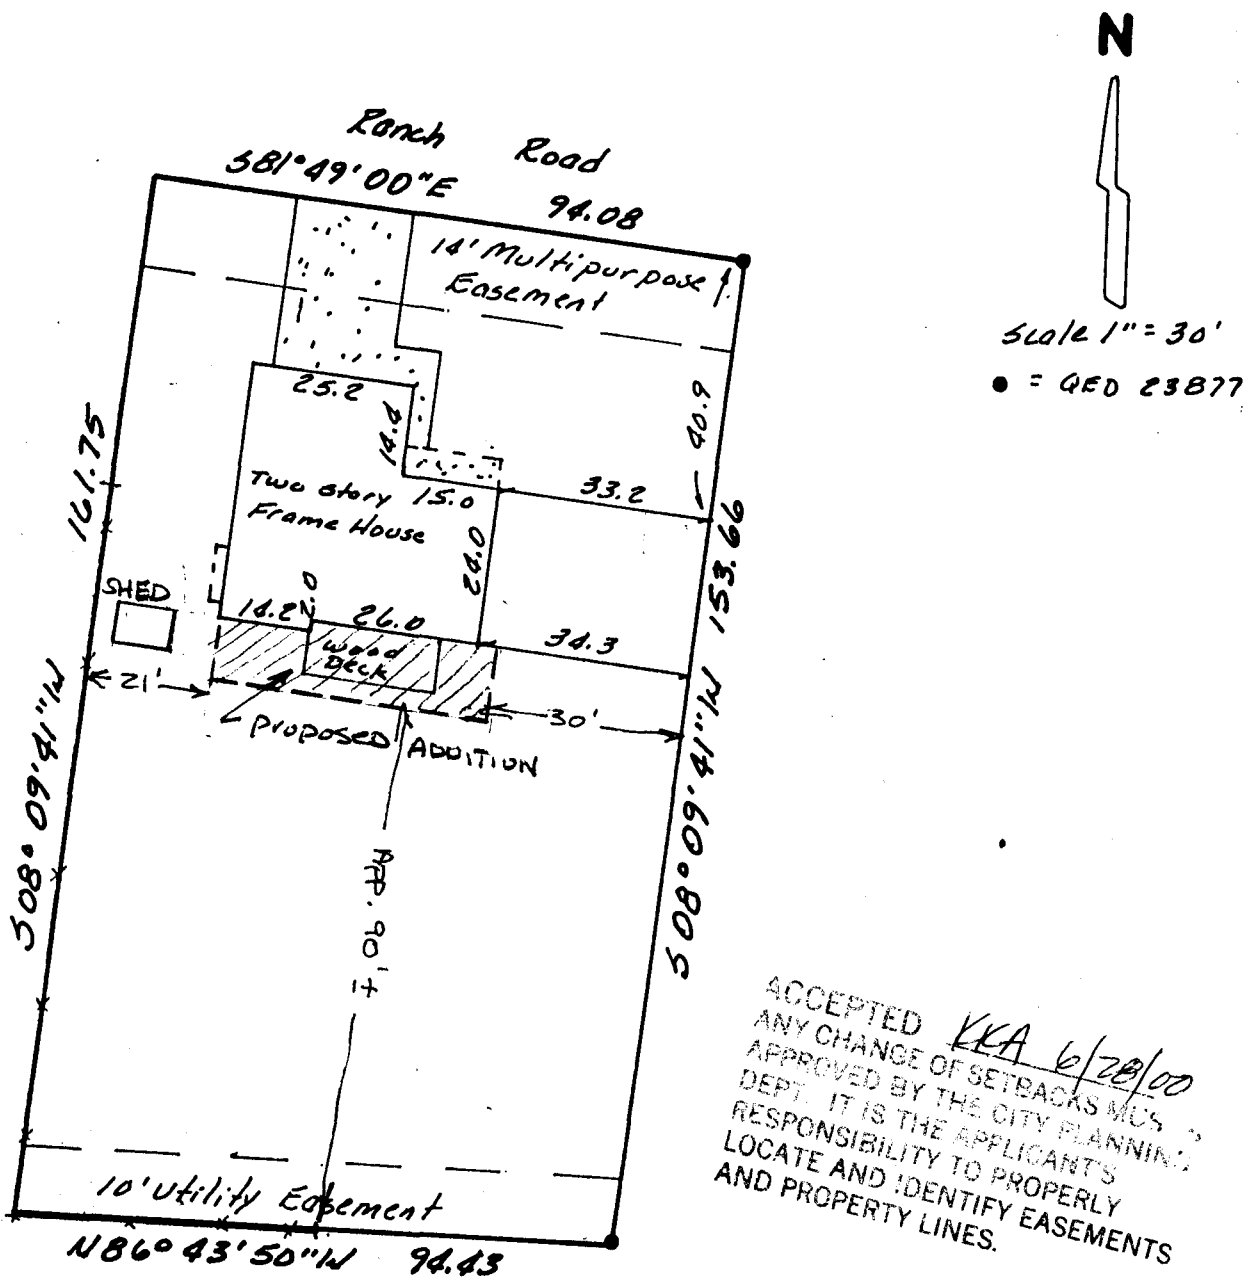 N
Ranch Road
S81°49'00"E 94.08
14' Multipurpose
Easement
Scale 1" = 30'
● = QED 23877
25.2
14.4
40.9
161.75
Two Story
Frame House
15.0
33.2
24.0
153.66
SHED
14.2
2.0
26.0
34.3
Wood
Deck
21'
30'
PROPOSED ADDITION
S08°09'41"W
S08°09'41"W
APP. 90'±
ACCEPTED KKA 6/28/00
ANY CHANGE OF SETBACKS MUS
APPROVED BY THE CITY PLANNING
DEPT. IT IS THE APPLICANT'S
RESPONSIBILITY TO PROPERLY
LOCATE AND IDENTIFY EASEMENTS
AND PROPERTY LINES.
10' Utility Easement
N86°43'50"W 94.43